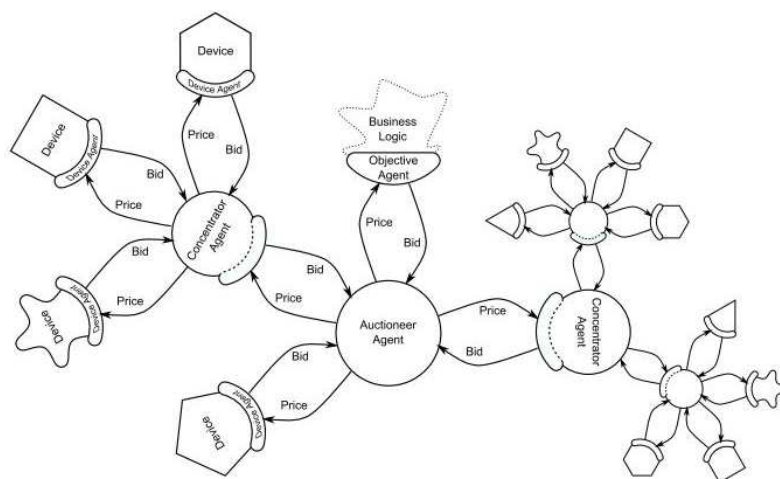 Device
Device Agent
Price
Bid
Device
Device Agent
Bid
Price
Concentrator
Agent
Bid
Price
Device
Device Agent
Bid
Price
Business
Logic
Objective
Agent
Price
Bid
Auctioneer
Agent
Bid
Price
Device
Device Agent
Price
Bid
Concentrator
Agent